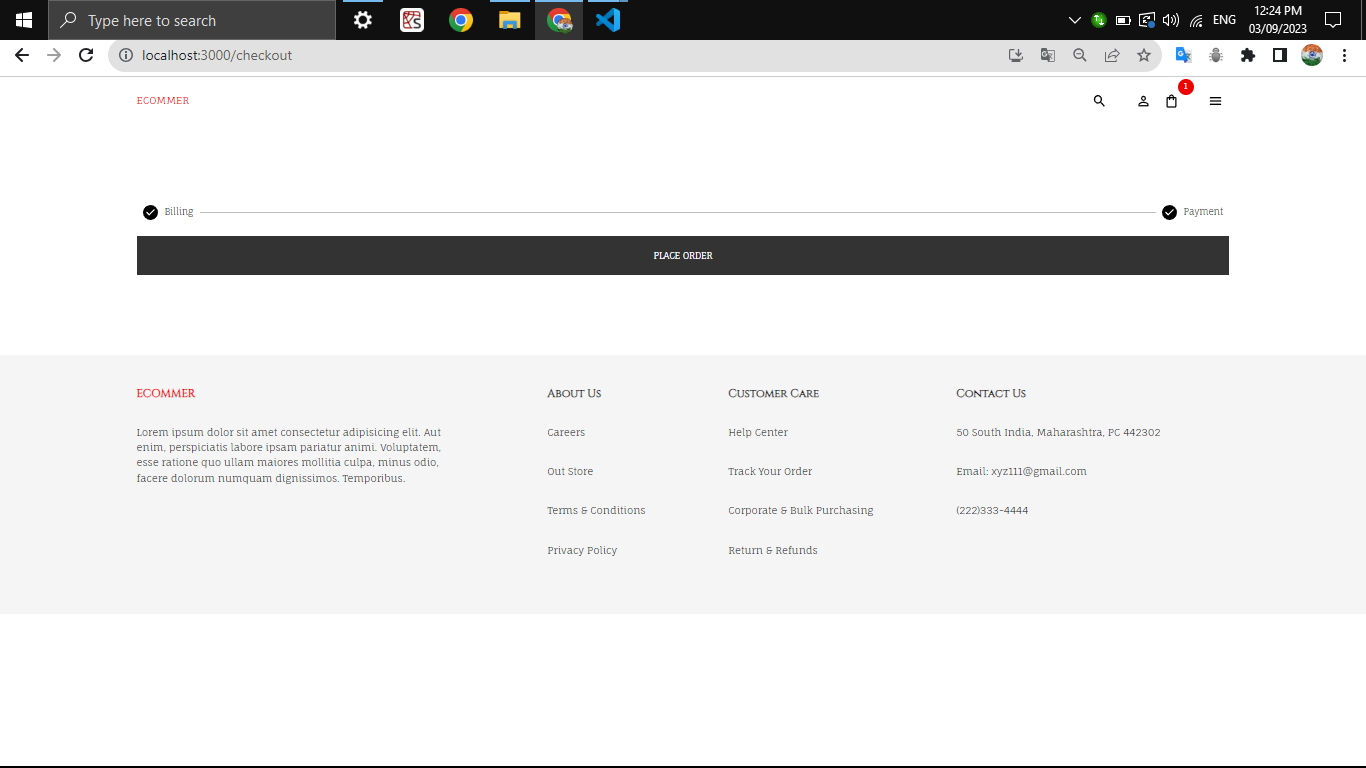 Type here to search
ENG
12:24 PM
03/09/2023
localhost:3000/checkout
ECOMMER
1
Billing
Payment
PLACE ORDER
ECOMMER
Lorem ipsum dolor sit amet consectetur adipisicing elit. Aut
enim, perspiciatis labore ipsam pariatur animi. Voluptatem,
esse ratione quo ullam maiores mollitia culpa, minus odio,
facere dolorum numquam dignissimos. Temporibus.
About Us
Careers
Out Store
Terms & Conditions
Privacy Policy
Customer Care
Help Center
Track Your Order
Corporate & Bulk Purchasing
Return & Refunds
Contact Us
50 South India, Maharashtra, PC 442302
Email: xyz111@gmail.com
(222)333-4444